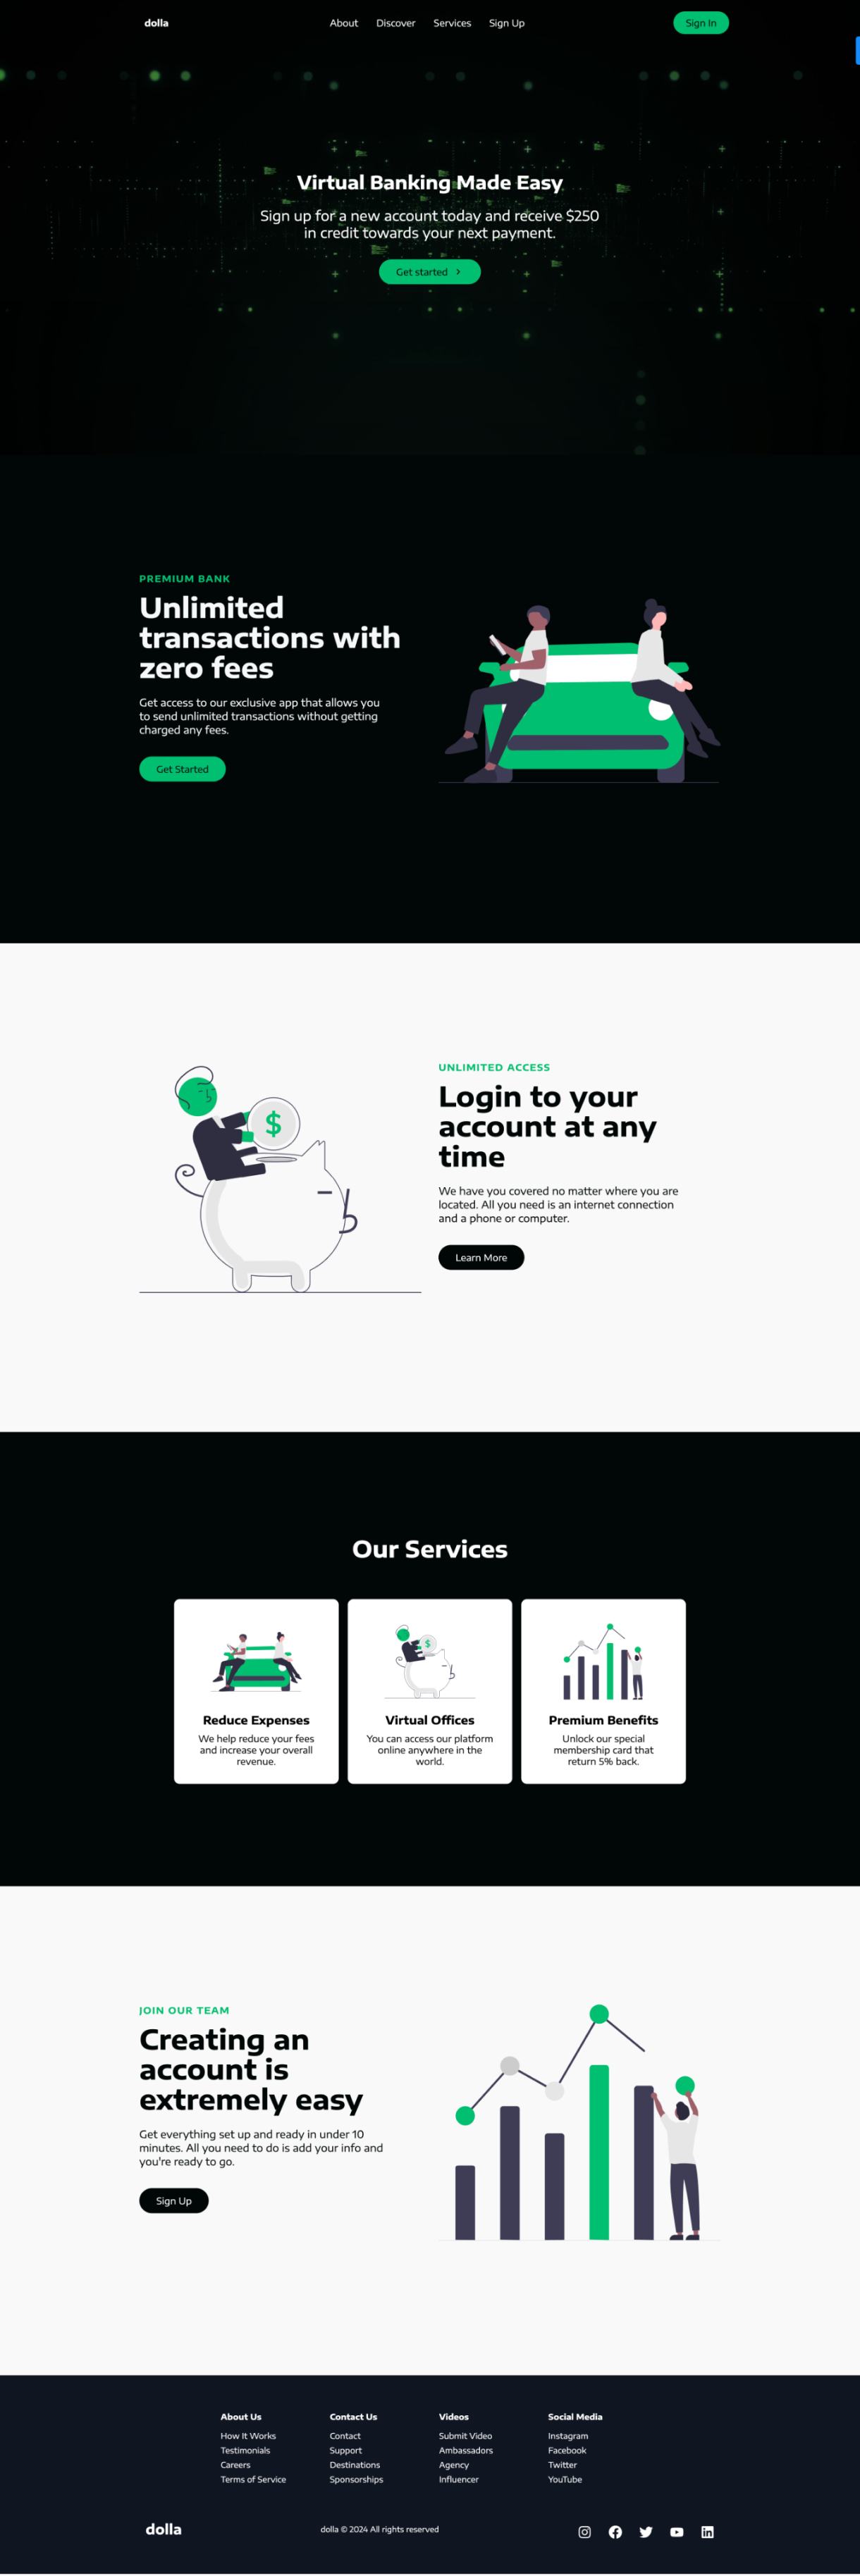 dolla
About Discover Services Sign Up
Sign In
Virtual Banking Made Easy
Sign up for a new account today and receive $250
in credit towards your next payment.
Get started
PREMIUM BANK
Unlimited
transactions with
zero fees
Get access to our exclusive app that allows you
to send unlimited transactions without getting
charged any fees.
Get Started
$
UNLIMITED ACCESS
Login to your
account at any
time
We have you covered no matter where you are
located. All you need is an internet connection
and a phone or computer.
Learn More
Our Services
Reduce Expenses
We help reduce your fees
and increase your overall
revenue.
$
Virtual Offices
You can access our platform
online anywhere in the
world.
Premium Benefits
Unlock our special
membership card that
return 5% back.
JOIN OUR TEAM
Creating an
account is
extremely easy
Get everything set up and ready in under 10
minutes. All you need to do is add your info and
you're ready to go.
Sign Up
About Us
How It Works
Testimonials
Careers
Terms of Service
Contact Us
Contact
Support
Destinations
Sponsorships
Videos
Submit Video
Ambassadors
Agency
Influencer
Social Media
Instagram
Facebook
Twitter
YouTube
dolla
dolla © 2024 All rights reserved